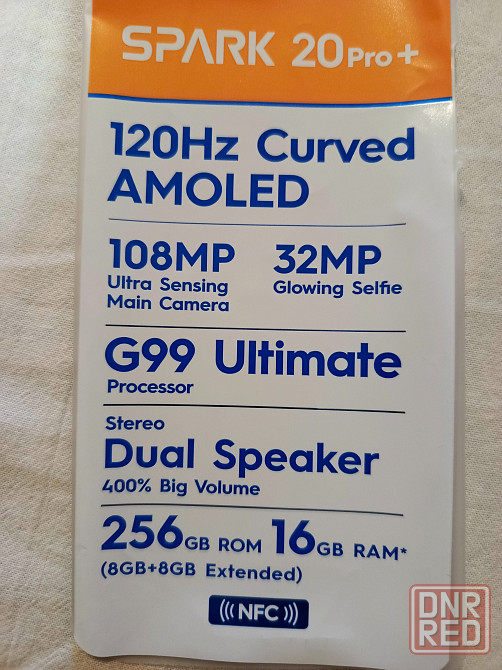 SPARK 20Pro+
120Hz Curved
AMOLED
108MP
Ultra Sensing
Main Camera
32MP
Glowing Selfie
G99 Ultimate
Processor
Stereo
Dual Speaker
400% Big Volume
256GB ROM 16GB RAM*
(8GB+8GB Extended)
NFC
DNR
RED